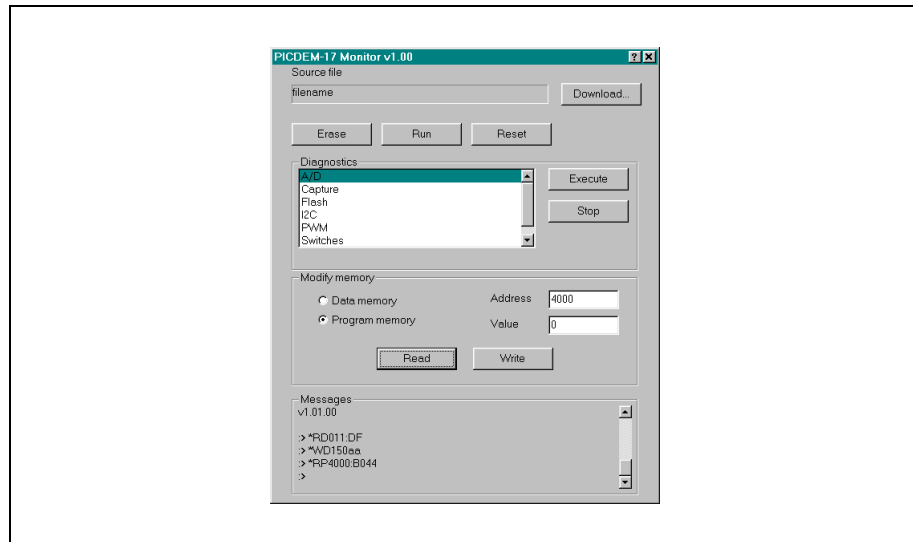 PICDEM-17 Monitor v1.00
Source file
filename
Download...
Erase Run Reset
Diagnostics
A/D
Capture
Flash
I2C
PWM
Switches
Execute
Stop
Modify memory
Data memory
Program memory
Address 4000
Value 0
Read Write
Messages
v1.01.00
:> *RD011:DF
:> *WD150aa
:> *RP4000:B044
:>